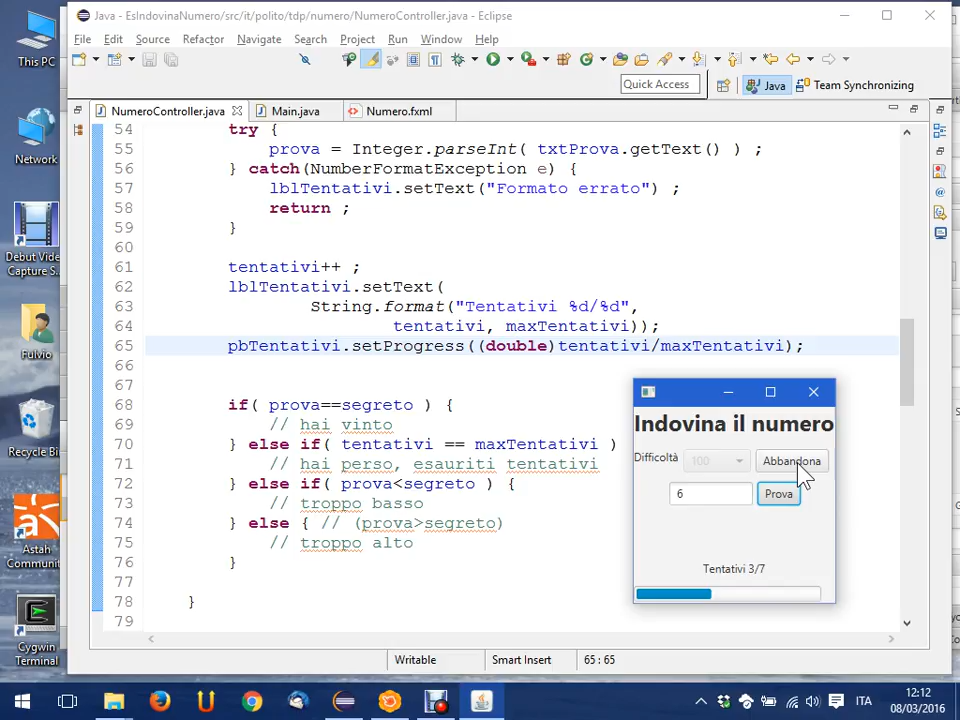 Java - EsIndovinaNumero/src/it/polito/tdp/numero/NumeroController.java - Eclipse
File Edit Source Refactor Navigate Search Project Run Window Help
Quick Access
Java
Team Synchronizing
NumeroController.java
Main.java
Numero.fxml
54 try {
55 prova = Integer.parseInt( txtProva.getText() ) ;
56 } catch(NumberFormatException e) {
57 lblTentativi.setText("Formato errato") ;
58 return ;
59 }
60
61 tentativi++ ;
62 lblTentativi.setText(
63 String.format("Tentativi %d/%d",
64 tentativi, maxTentativi));
65 pbTentativi.setProgress((double)tentativi/maxTentativi);
66
67
68 if( prova==segreto ) {
69 // hai vinto
70 } else if( tentativi == maxTentativi )
71 // hai perso, esauriti tentativi
72 } else if( prova<segreto ) {
73 // troppo basso
74 } else { // (prova>segreto)
75 // troppo alto
76 }
77
78 }
79
Indovina il numero
Difficoltà 100 Abbandona
6 Prova
Tentativi 3/7
Writable Smart Insert 65 : 65
This PC
Network
Debut Video
Capture S...
Fulvio
Recycle Bi
Astah
Communi
Cygwin
Terminal
ITA
12:12
08/03/2016